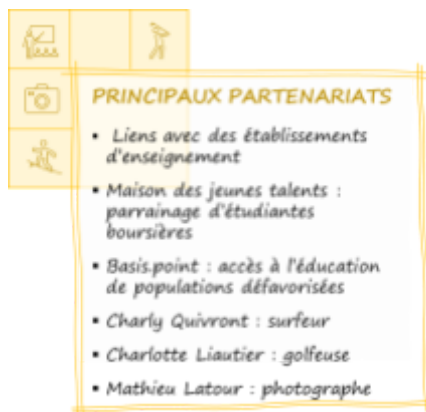 PRINCIPAUX PARTENARIATS
▪ Liens avec des établissements
d'enseignement
▪ Maison des jeunes talents :
parrainage d'étudiantes
boursières
▪ Basis.point : accès à l'éducation
de populations défavorisées
▪ Charly Quivront : surfeur
▪ Charlotte Liautier : golfeuse
▪ Mathieu Latour : photographe